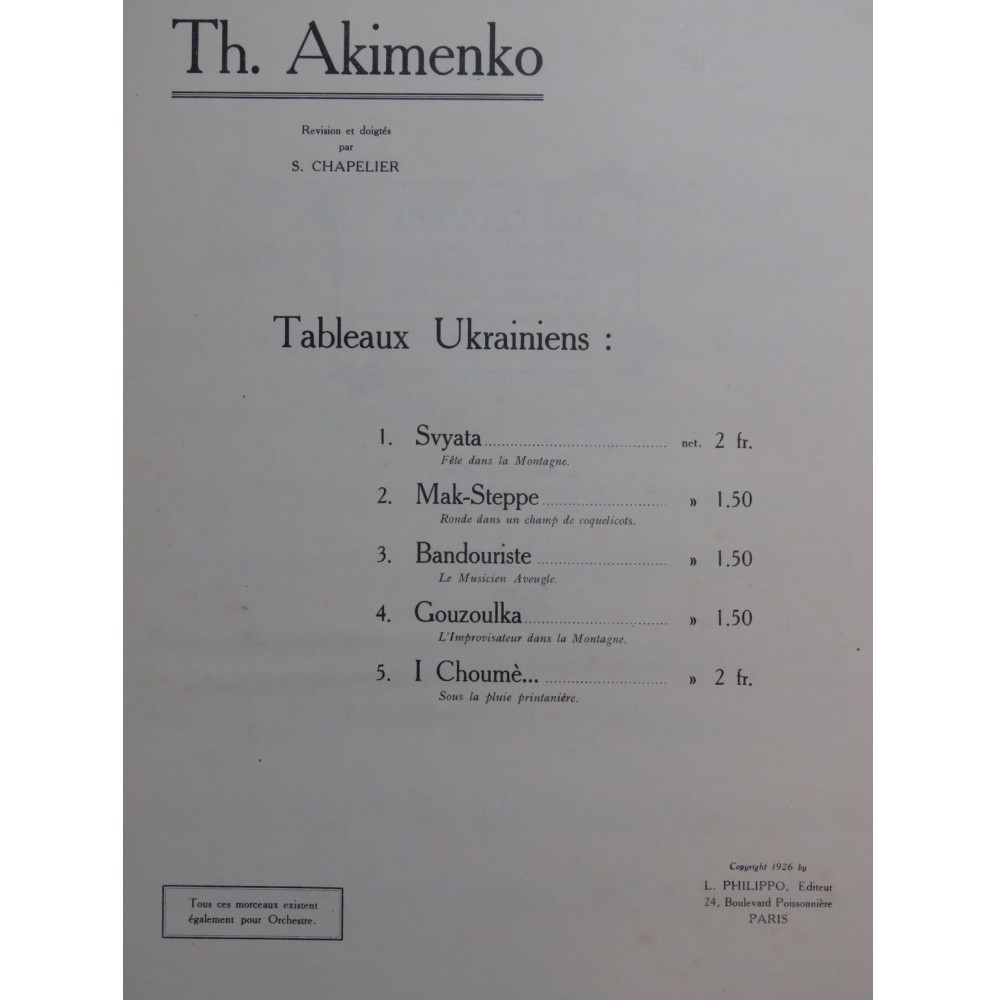 Th. Akimenko
Revision et doigtés
par
S. CHAPELIER
Tableaux Ukrainiens :
1. Svyata........................................ net. 2 fr.
Fête dans la Montagne.
2. Mak-Steppe........................... » 1.50
Ronde dans un champ de coquelicots.
3. Bandouriste............................ » 1.50
Le Musicien Aveugle.
4. Gouzoulka............................... » 1.50
L'Improvisateur dans la Montagne.
5. I Choumè... .......................... » 2 fr.
Sous la pluie printanière.
Tous ces morceaux existent
également pour Orchestre.
Copyright 1926 by
L. PHILIPPO, Editeur
24, Boulevard Poissonnière
PARIS